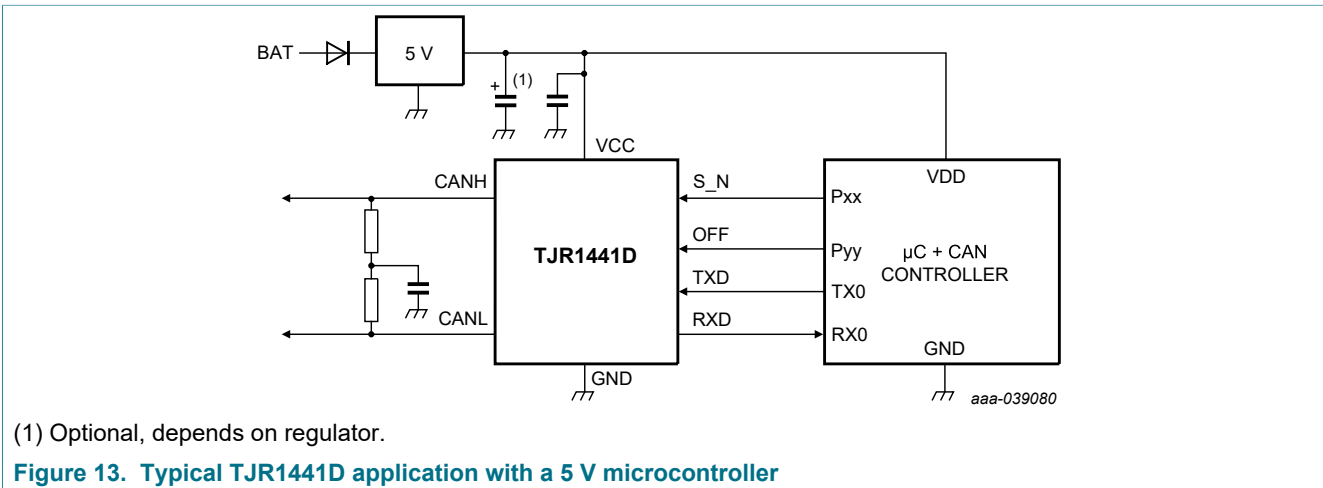 BAT
5 V
+
(1)
VCC
CANH
S_N
Pxx
VDD
OFF
Pyy
TJR1441D
µC + CAN
CONTROLLER
TXD
TX0
CANL
RXD
RX0
GND
GND
aaa-039080
(1) Optional, depends on regulator.
Figure 13. Typical TJR1441D application with a 5 V microcontroller